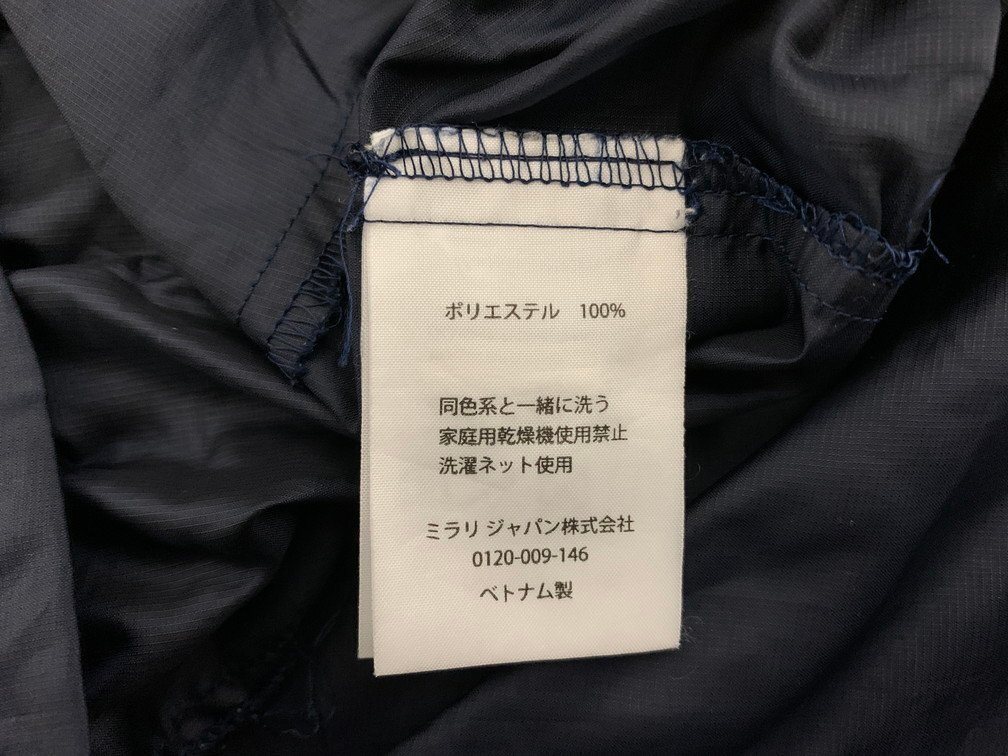 ポリエステル　100%
同色系と一緒に洗う
家庭用乾燥機使用禁止
洗濯ネット使用
ミラリ ジャパン株式会社
0120-009-146
ベトナム製